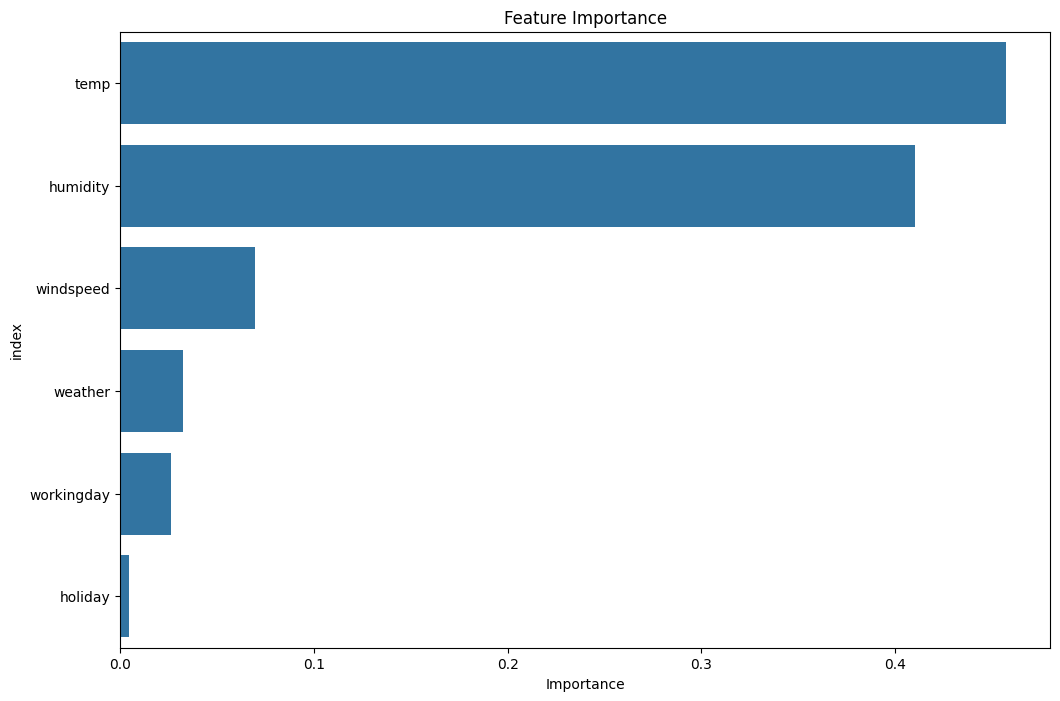 Feature Importance
temp
humidity
windspeed
weather
workingday
holiday
index
0.0 0.1 0.2 0.3 0.4
Importance